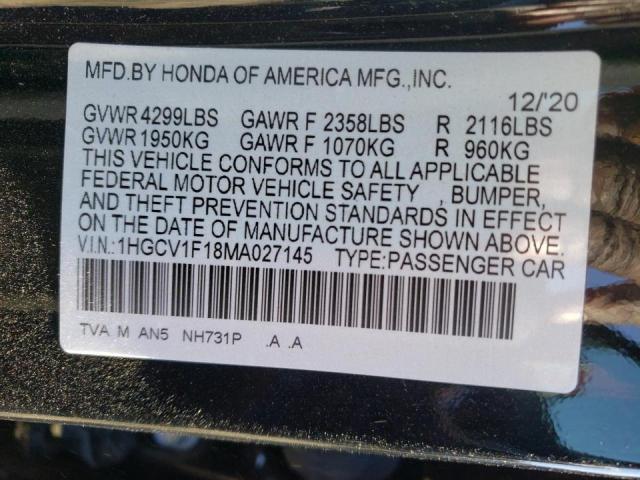 MFD.BY HONDA OF AMERICA MFG.,INC.
12/'20
GVWR 4299LBS GAWR F 2358LBS R 2116LBS
GVWR 1950KG GAWR F 1070KG R 960KG
THIS VEHICLE CONFORMS TO ALL APPLICABLE
FEDERAL MOTOR VEHICLE SAFETY , BUMPER,
AND THEFT PREVENTION STANDARDS IN EFFECT
ON THE DATE OF MANUFACTURE SHOWN ABOVE.
V.I.N.:1HGCV1F18MA027145 TYPE:PASSENGER CAR
TVA M AN5 NH731P .A .A